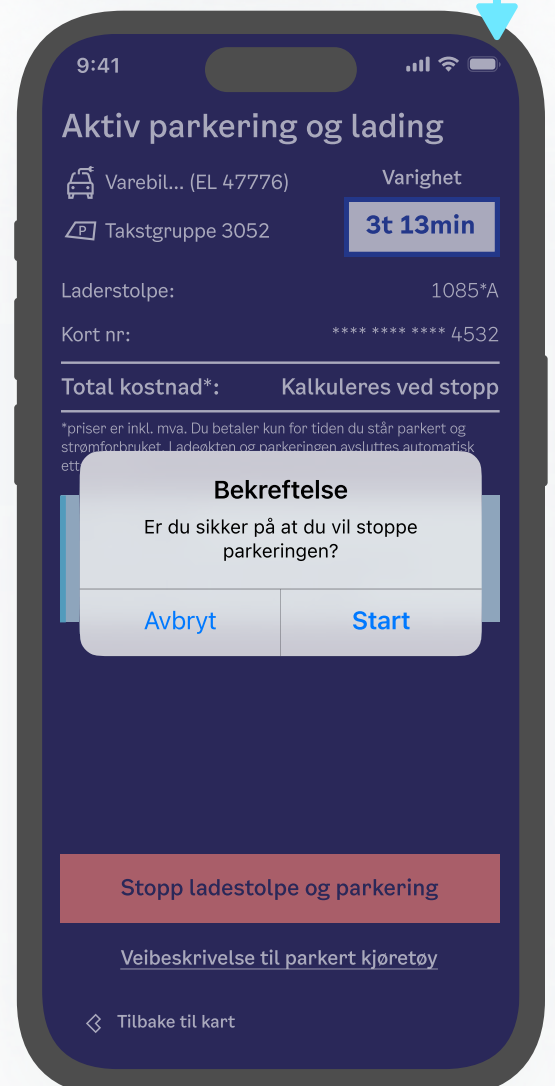 9:41
Aktiv parkering og lading
Varebil... (EL 47776)
Varighet
Takstgruppe 3052
3t 13min
Laderstolpe: 1085*A
Kort nr: **** **** **** 4532
Total kostnad*: Kalkuleres ved stopp
*priser er inkl. mva. Du betaler kun for tiden du står parkert og
strømforbruket. Ladeøkten og parkeringen avsluttes automatisk
Bekreftelse
Er du sikker på at du vil stoppe
parkeringen?
Avbryt Start
Stopp ladestolpe og parkering
Veibeskrivelse til parkert kjøretøy
Tilbake til kart